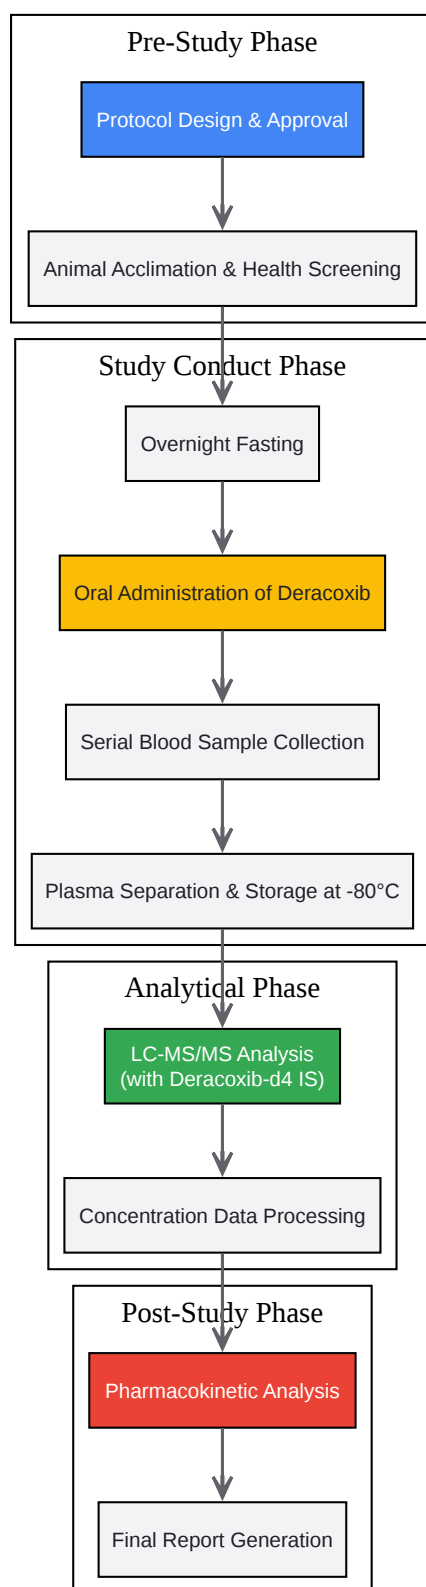 Pre-Study Phase
Protocol Design & Approval
Animal Acclimation & Health Screening
Study Conduct Phase
Overnight Fasting
Oral Administration of Deracoxib
Serial Blood Sample Collection
Plasma Separation & Storage at -80°C
Analytical Phase
LC-MS/MS Analysis
(with Deracoxib-d4 IS)
Concentration Data Processing
Post-Study Phase
Pharmacokinetic Analysis
Final Report Generation